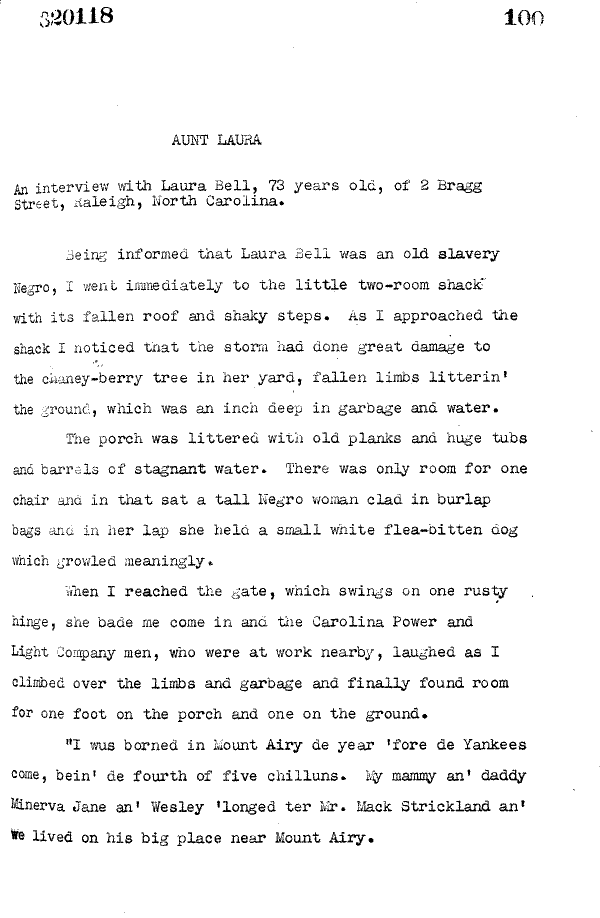 320118 100
AUNT LAURA
An interview with Laura Bell, 73 years old, of 2 Bragg
Street, Raleigh, North Carolina.
Being informed that Laura Bell was an old slavery
Negro, I went immediately to the little two-room shack
with its fallen roof and shaky steps. As I approached the
shack I noticed that the storm had done great damage to
the chaney-berry tree in her yard, fallen limbs litterin'
the ground, which was an inch deep in garbage and water.
The porch was littered with old planks and huge tubs
and barrels of stagnant water. There was only room for one
chair and in that sat a tall Negro woman clad in burlap
bags and in her lap she held a small white flea-bitten dog
which growled meaningly.
When I reached the gate, which swings on one rusty
hinge, she bade me come in and the Carolina Power and
Light Company men, who were at work nearby, laughed as I
climbed over the limbs and garbage and finally found room
for one foot on the porch and one on the ground.
"I wus borned in Mount Airy de year 'fore de Yankees
come, bein' de fourth of five chilluns. My mammy an' daddy
Minerva Jane an' Wesley 'longed ter Mr. Mack Strickland an'
we lived on his big place near Mount Airy.